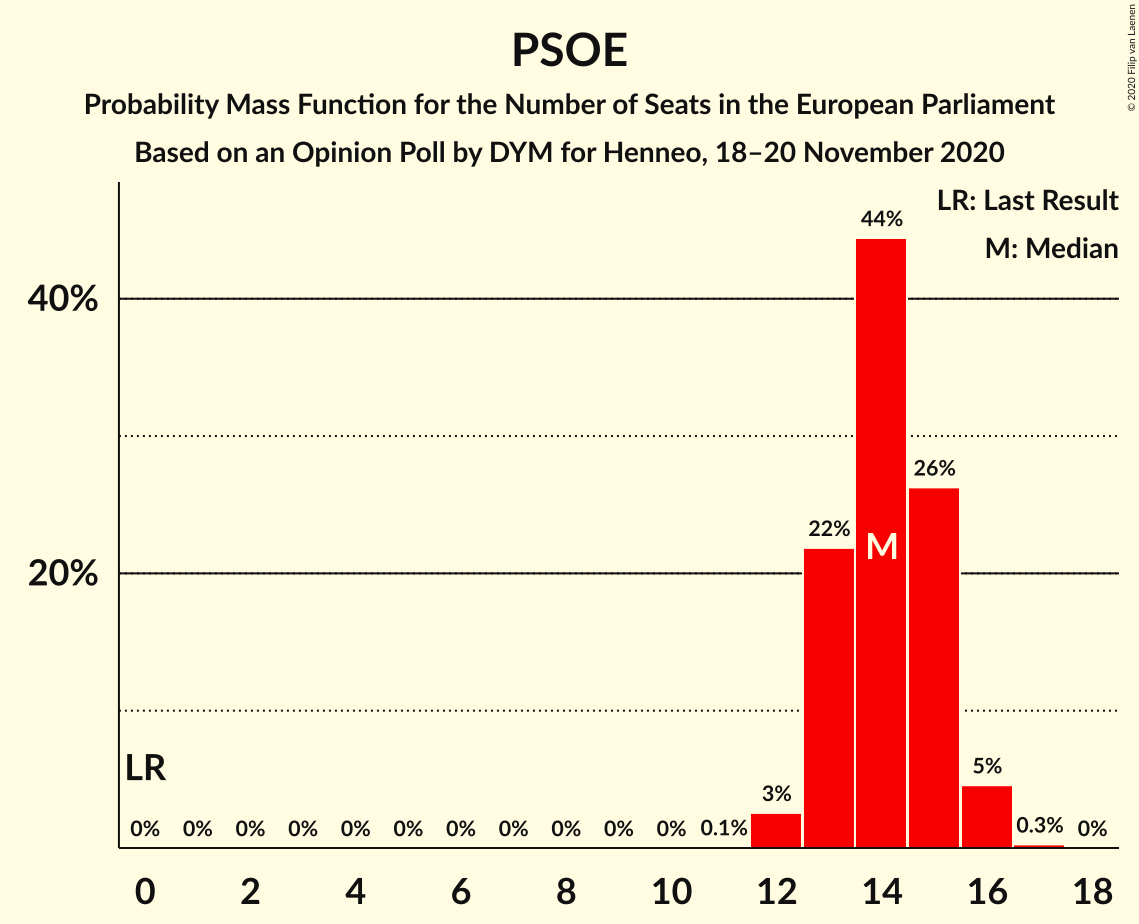 PSOE
Probability Mass Function for the Number of Seats in the European Parliament
Based on an Opinion Poll by DYM for Henneo, 18–20 November 2020
© 2020 Filip van Laenen
LR: Last Result
M: Median
40%
20%
44%
26%
22%
M
LR
5%
3%
0% 0% 0% 0% 0% 0% 0% 0% 0% 0% 0% 0.1% 0.3% 0%
0 2 4 6 8 10 12 14 16 18